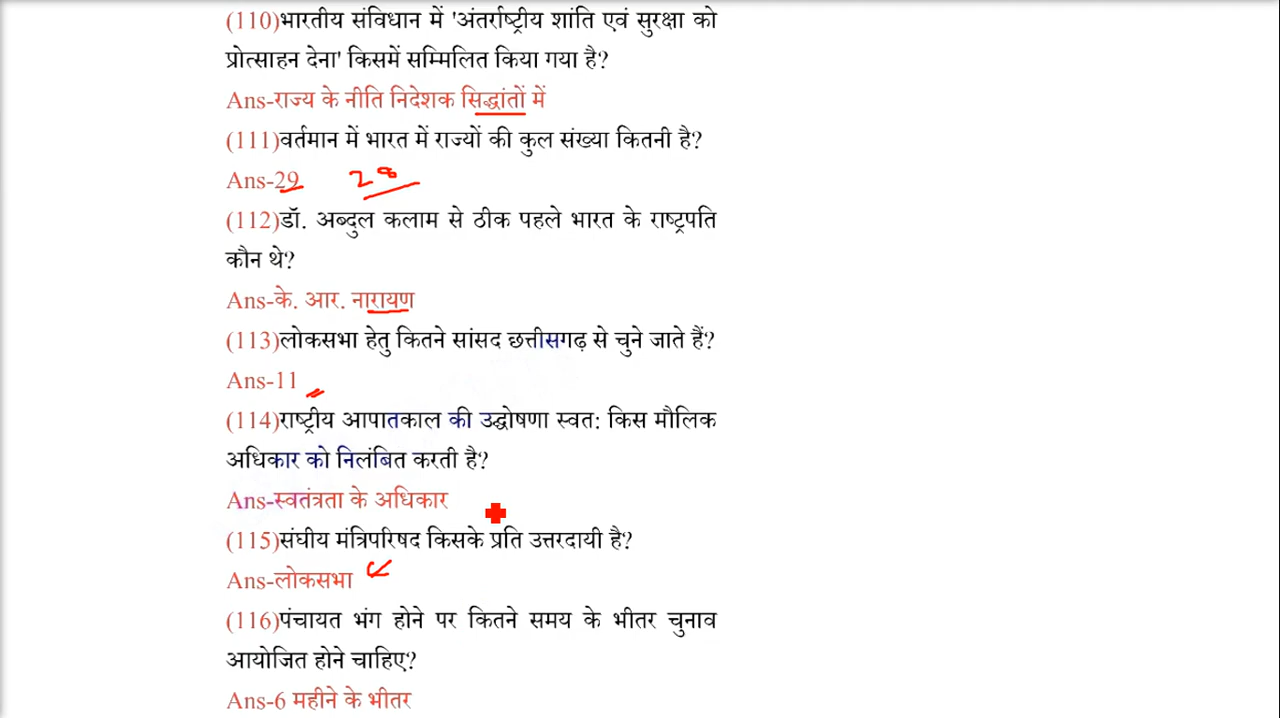 (110)भारतीय संविधान में 'अंतर्राष्ट्रीय शांति एवं सुरक्षा को
प्रोत्साहन देना' किसमें सम्मिलित किया गया है?
Ans-राज्य के नीति निदेशक सिद्धांतों में
(111)वर्तमान में भारत में राज्यों की कुल संख्या कितनी है?
Ans-29 28
(112)डॉ. अब्दुल कलाम से ठीक पहले भारत के राष्ट्रपति
कौन थे?
Ans-के. आर. नारायण
(113)लोकसभा हेतु कितने सांसद छत्तीसगढ़ से चुने जाते हैं?
Ans-11
(114)राष्ट्रीय आपातकाल की उद्घोषणा स्वत: किस मौलिक
अधिकार को निलंबित करती है?
Ans-स्वतंत्रता के अधिकार
(115)संघीय मंत्रिपरिषद किसके प्रति उत्तरदायी है?
Ans-लोकसभा
(116)पंचायत भंग होने पर कितने समय के भीतर चुनाव
आयोजित होने चाहिए?
Ans-6 महीने के भीतर